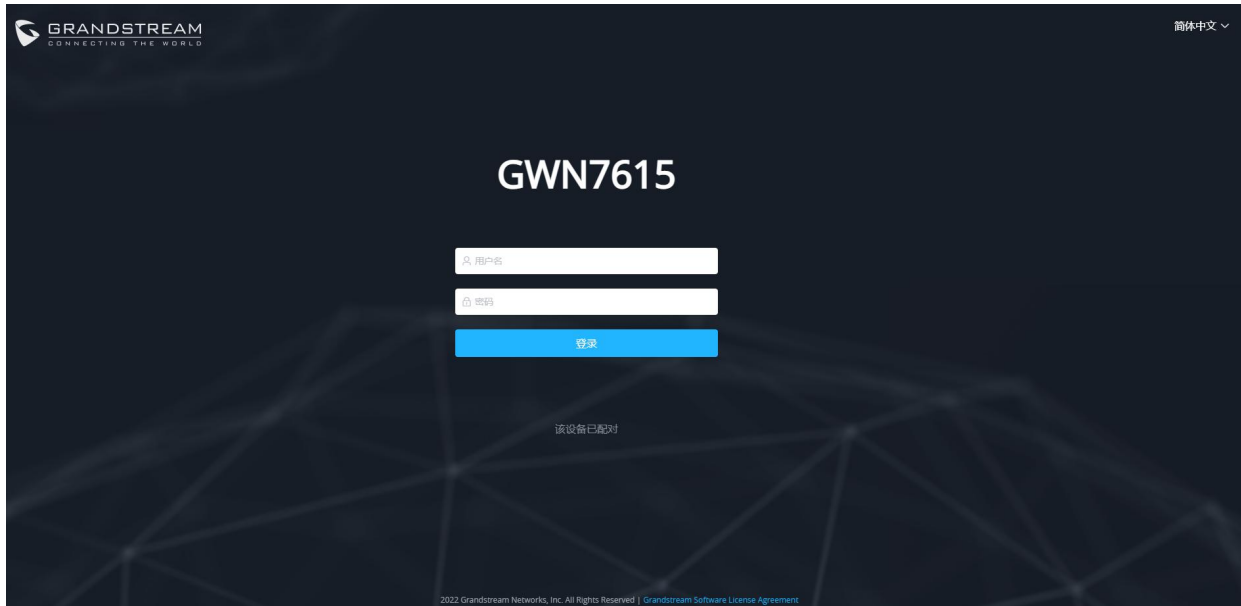 GRANDSTREAM
CONNECTING THE WORLD
简体中文
GWN7615
用户名
密码
登录
该设备已配对
2022 Grandstream Networks, Inc. All Rights Reserved | Grandstream Software License Agreement